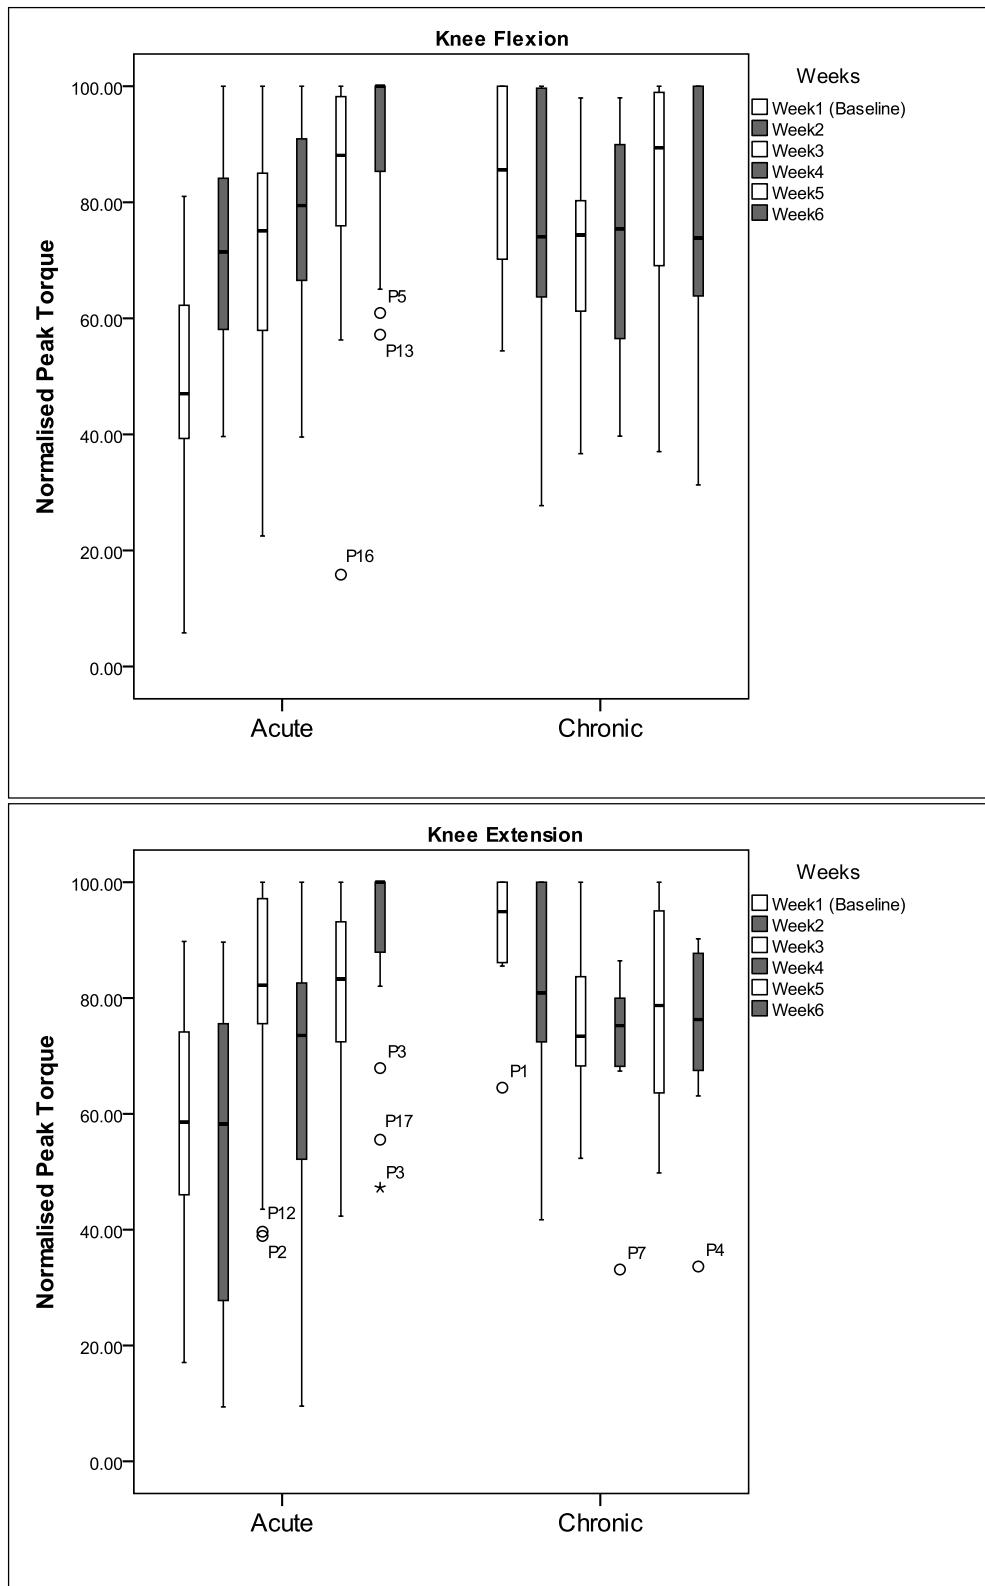 Knee Flexion
Weeks
Week1 (Baseline)
Week2
Week3
Week4
Week5
Week6
Normalised Peak Torque
100.00
80.00
60.00
40.00
20.00
0.00
P5
P13
P16
Acute
Chronic
Knee Extension
Weeks
Week1 (Baseline)
Week2
Week3
Week4
Week5
Week6
Normalised Peak Torque
100.00
80.00
60.00
40.00
20.00
0.00
P3
P1
P17
P3
P12
P2
P7
P4
Acute
Chronic